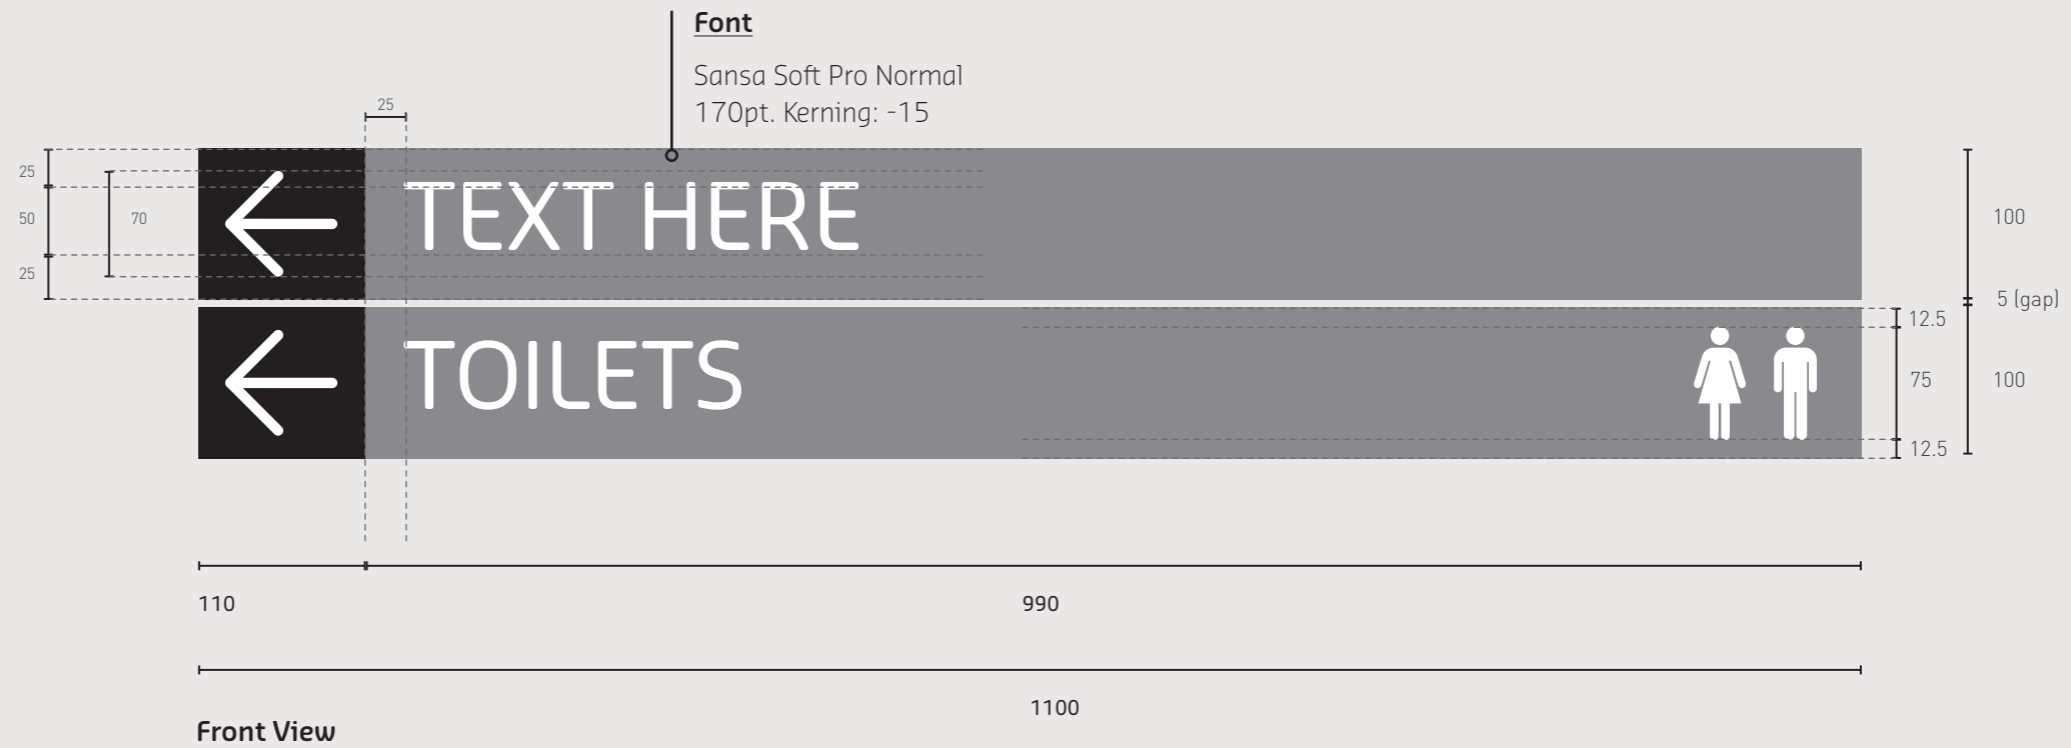 Font
Sansa Soft Pro Normal
170pt. Kerning: -15
25
25
50
25
70
TEXT HERE
100
5 (gap)
TOILETS
12.5
75
12.5
100
110
990
1100
Front View